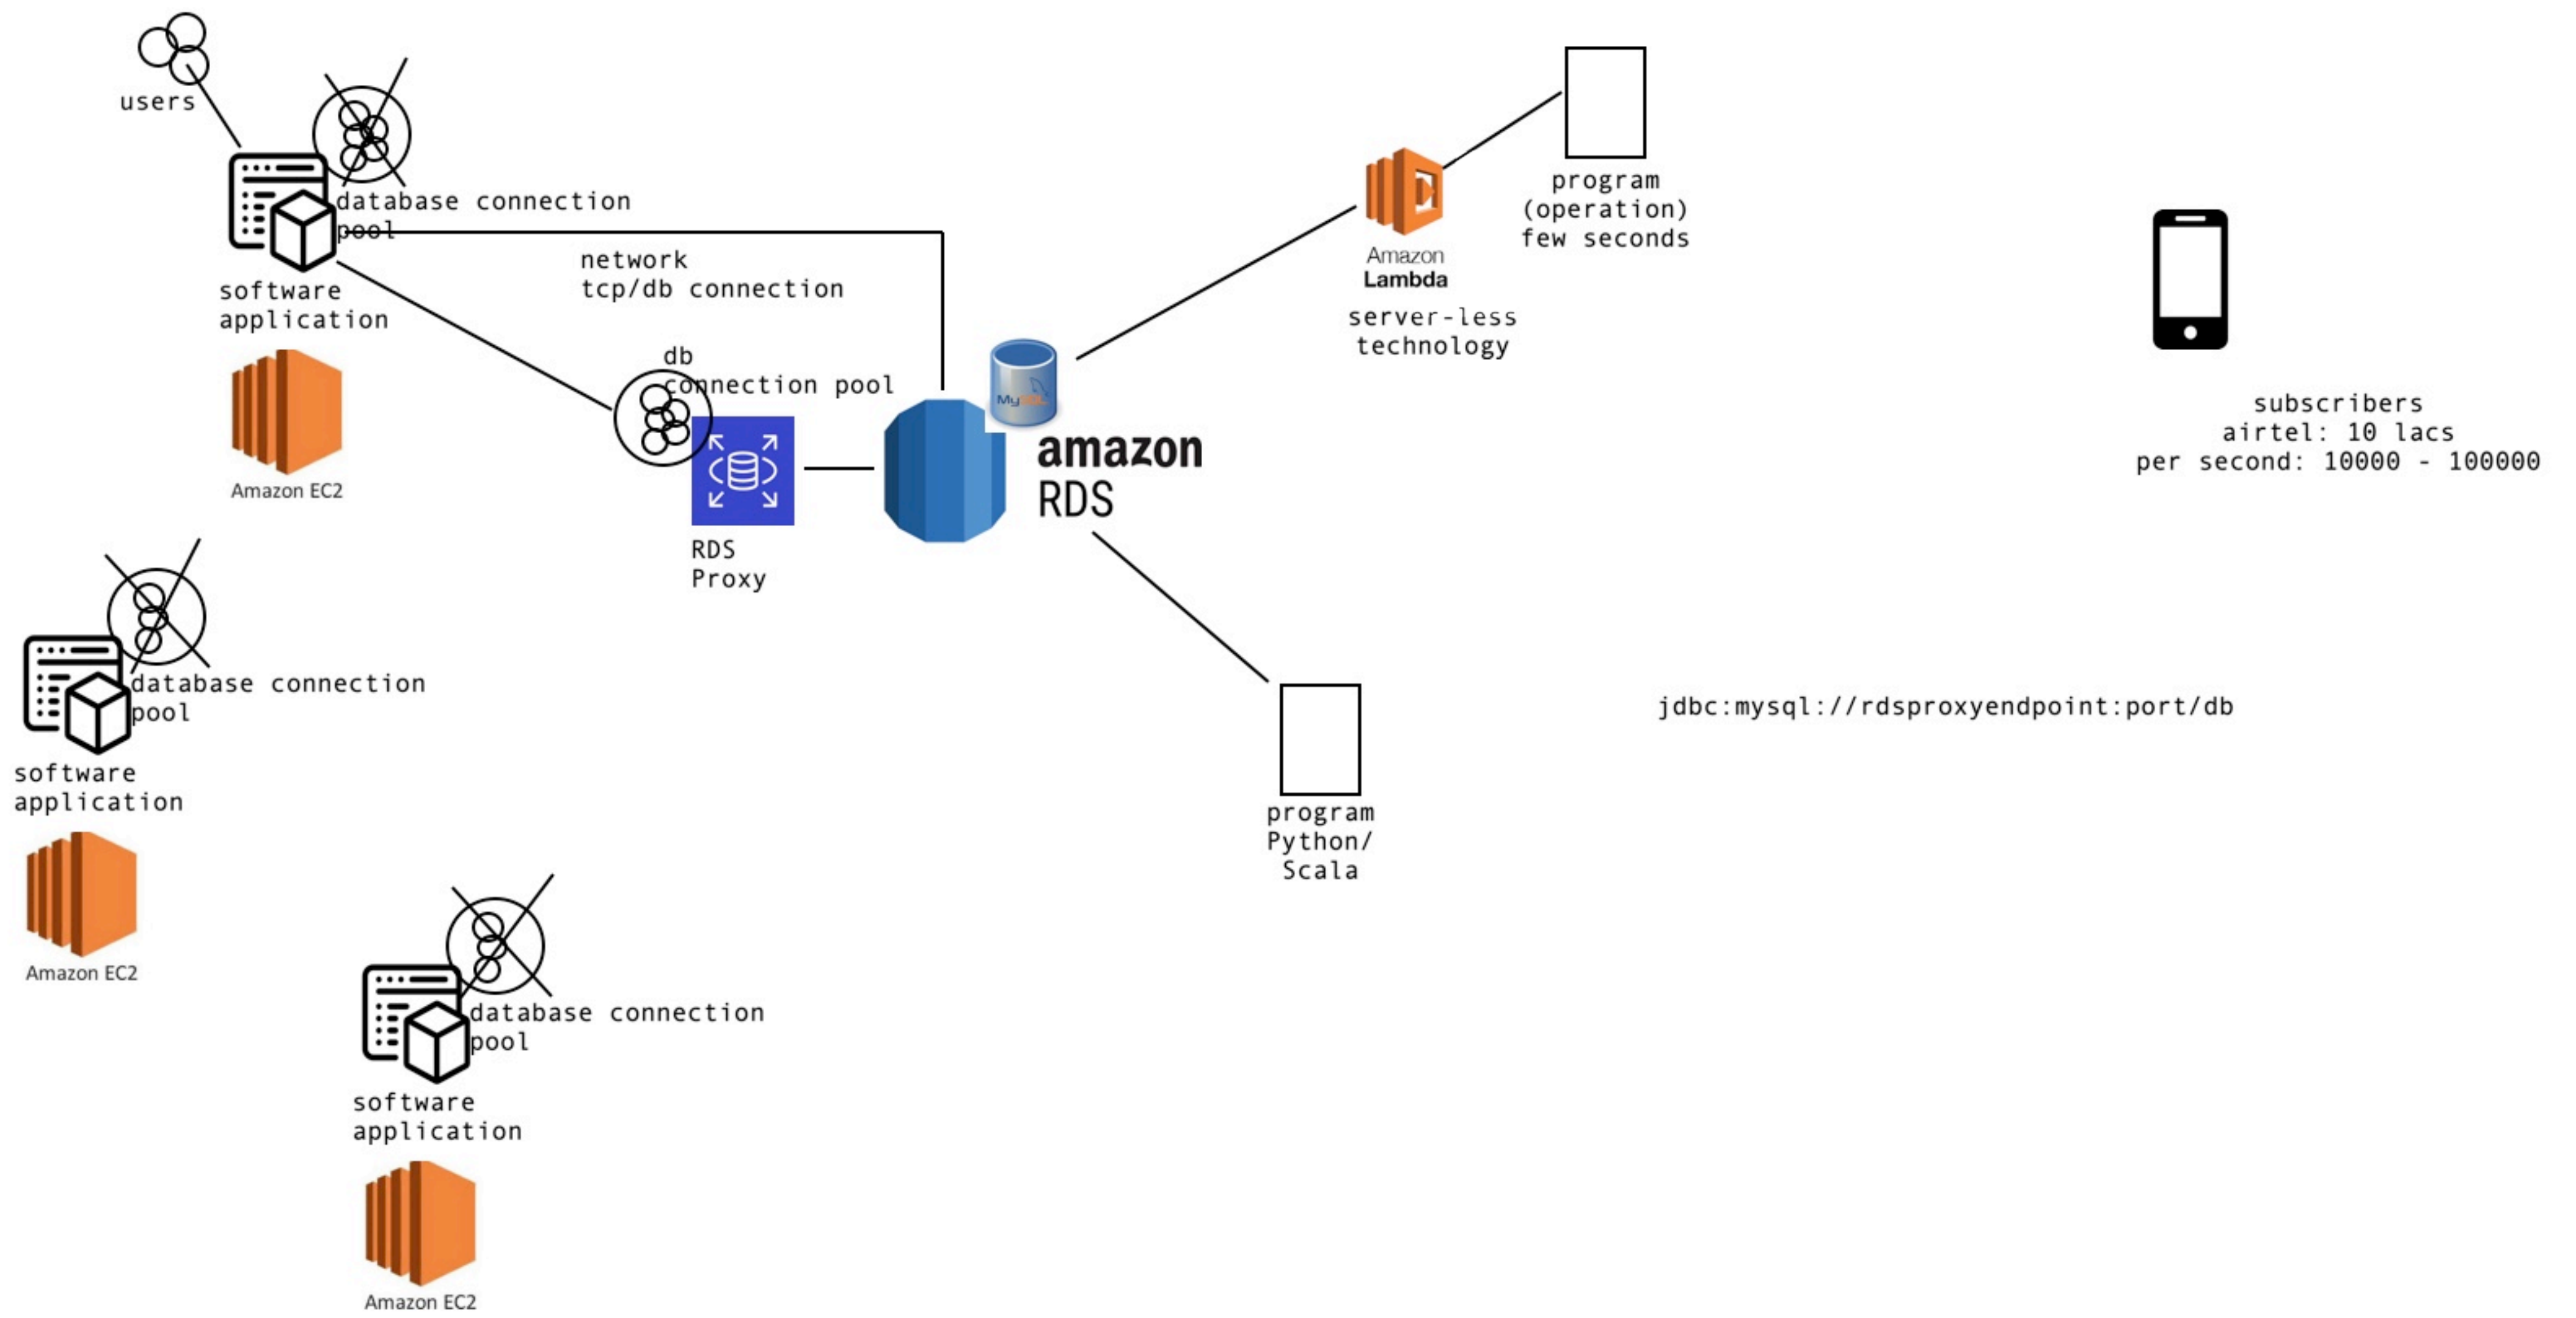 users
database connection
pool
network
tcp/db connection
software
application
Amazon EC2
db
connection pool
RDS
Proxy
MySQL
amazon
RDS
Amazon
Lambda
server-less
technology
program
(operation)
few seconds
subscribers
airtel: 10 lacs
per second: 10000 - 100000
database connection
pool
software
application
Amazon EC2
program
Python/
Scala
jdbc:mysql://rdsproxyendpoint:port/db
database connection
pool
software
application
Amazon EC2